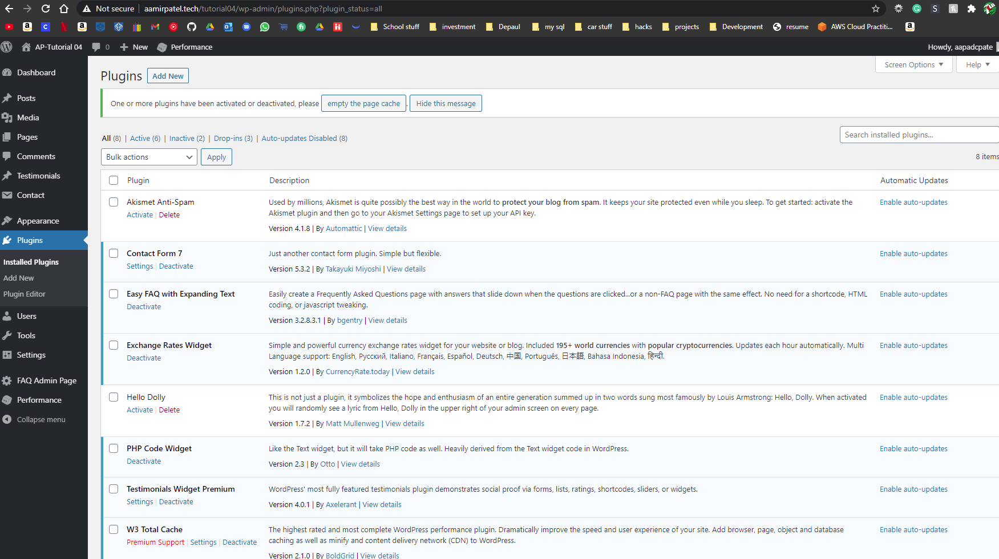 Not secure | aamirpatel.tech/tutorial04/wp-admin/plugins.php?plugin_status=all
School stuff investment Depaul my sql car stuff hacks projects Development resume AWS Cloud Practiti...
AP-Tutorial 04 0 New Performance Howdy, aapadcpate
Screen Options Help
Dashboard
Posts
Media
Pages
Comments
Testimonials
Contact
Appearance
Plugins
Installed Plugins
Add New
Plugin Editor
Users
Tools
Settings
FAQ Admin Page
Performance
Collapse menu
Plugins Add New
One or more plugins have been activated or deactivated, please empty the page cache . Hide this message
All (8) | Active (6) | Inactive (2) | Drop-ins (3) | Auto-updates Disabled (8)
Search installed plugins...
Bulk actions Apply
8 items
Plugin Description Automatic Updates
Akismet Anti-Spam
Activate | Delete
Used by millions, Akismet is quite possibly the best way in the world to protect your blog from spam. It keeps your site protected even while you sleep. To get started: activate the
Akismet plugin and then go to your Akismet Settings page to set up your API key.
Version 4.1.8 | By Automattic | View details
Enable auto-updates
Contact Form 7
Settings | Deactivate
Just another contact form plugin. Simple but flexible.
Version 5.3.2 | By Takayuki Miyoshi | View details
Enable auto-updates
Easy FAQ with Expanding Text
Deactivate
Easily create a Frequently Asked Questions page with answers that slide down when the questions are clicked...or a non-FAQ page with the same effect. No need for a shortcode, HTML
coding, or javascript tweaking.
Version 3.2.8.3.1 | By bgentry | View details
Enable auto-updates
Exchange Rates Widget
Deactivate
Simple and powerful currency exchange rates widget for your website or blog. Included 195+ world currencies with popular cryptocurrencies. Updates each hour automatically. Multi
Language support: English, Русский, Italiano, Français, Español, Deutsch, 中国, Português, 日本語, Bahasa Indonesia, हिन्दी.
Version 1.2.0 | By CurrencyRate.today | View details
Enable auto-updates
Hello Dolly
Activate | Delete
This is not just a plugin, it symbolizes the hope and enthusiasm of an entire generation summed up in two words sung most famously by Louis Armstrong: Hello, Dolly. When activated
you will randomly see a lyric from Hello, Dolly in the upper right of your admin screen on every page.
Version 1.7.2 | By Matt Mullenweg | View details
Enable auto-updates
PHP Code Widget
Deactivate
Like the Text widget, but it will take PHP code as well. Heavily derived from the Text widget code in WordPress.
Version 2.3 | By Otto | View details
Enable auto-updates
Testimonials Widget Premium
Settings | Deactivate
WordPress' most fully featured testimonials plugin demonstrates social proof via forms, lists, ratings, shortcodes, sliders, or widgets.
Version 4.0.1 | By Axelerant | View details
Enable auto-updates
W3 Total Cache
Premium Support | Settings | Deactivate
The highest rated and most complete WordPress performance plugin. Dramatically improve the speed and user experience of your site. Add browser, page, object and database
caching as well as minify and content delivery network (CDN) to WordPress.
Version 2.1.0 | By BoldGrid | View details
Enable auto-updates